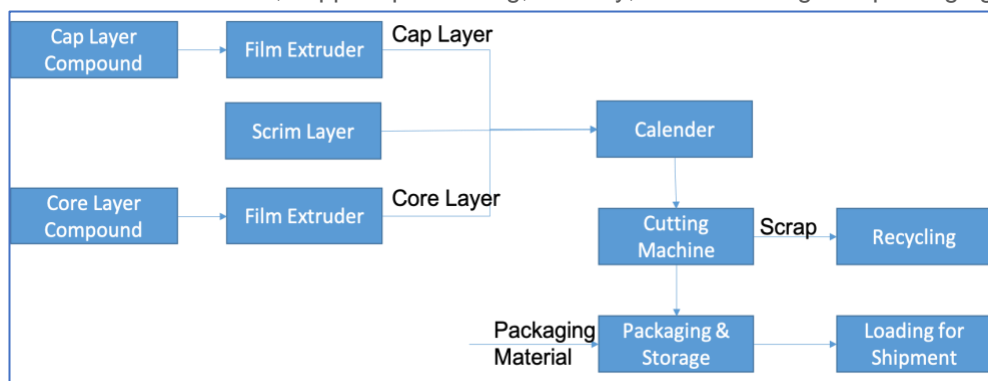 Cap Layer
Compound
Film Extruder
Cap Layer
Scrim Layer
Calender
Core Layer
Compound
Film Extruder
Core Layer
Cutting
Machine
Scrap
Recycling
Packaging
Material
Packaging &
Storage
Loading for
Shipment